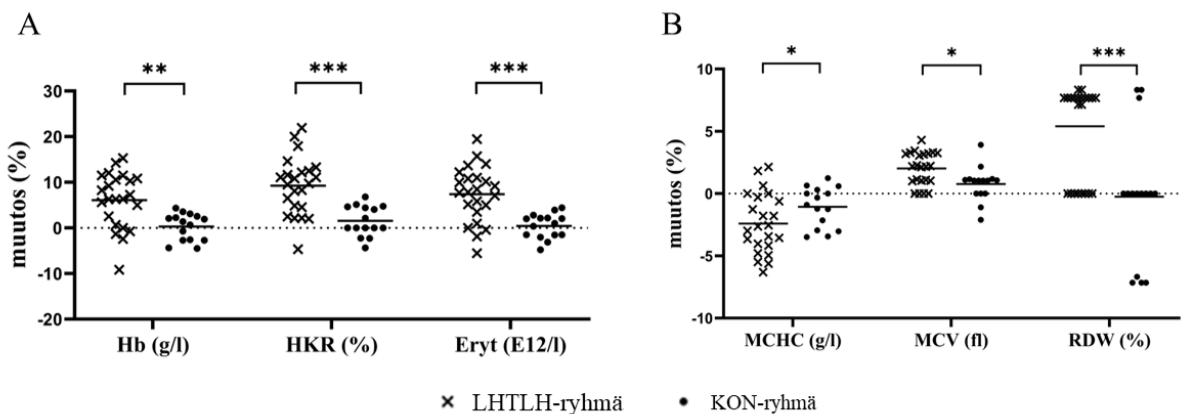 A
** *** ***
muutos (%)
30
20
10
0
-10
-20
Hb (g/l) HKR (%) Eryt (E12/l)
B
* * ***
muutos (%)
10
5
0
-5
-10
MCHC (g/l) MCV (fl) RDW (%)
LHTLH-ryhmä KON-ryhmä